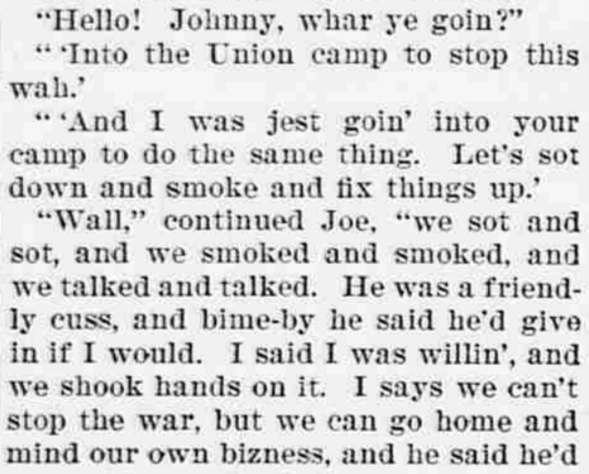 "Hello! Johnny, whar ye goin?"
" 'Into the Union camp to stop this
wah.'
" 'And I was jest goin' into your
camp to do the same thing. Let's sot
down and smoke and fix things up.'
"Wall," continued Joe, "we sot and
sot, and we smoked and smoked, and
we talked and talked. He was a friend-
ly cuss, and bime-by he said he'd give
in if I would. I said I was willin', and
we shook hands on it. I says we can't
stop the war, but we can go home and
mind our own bizness, and he said he'd